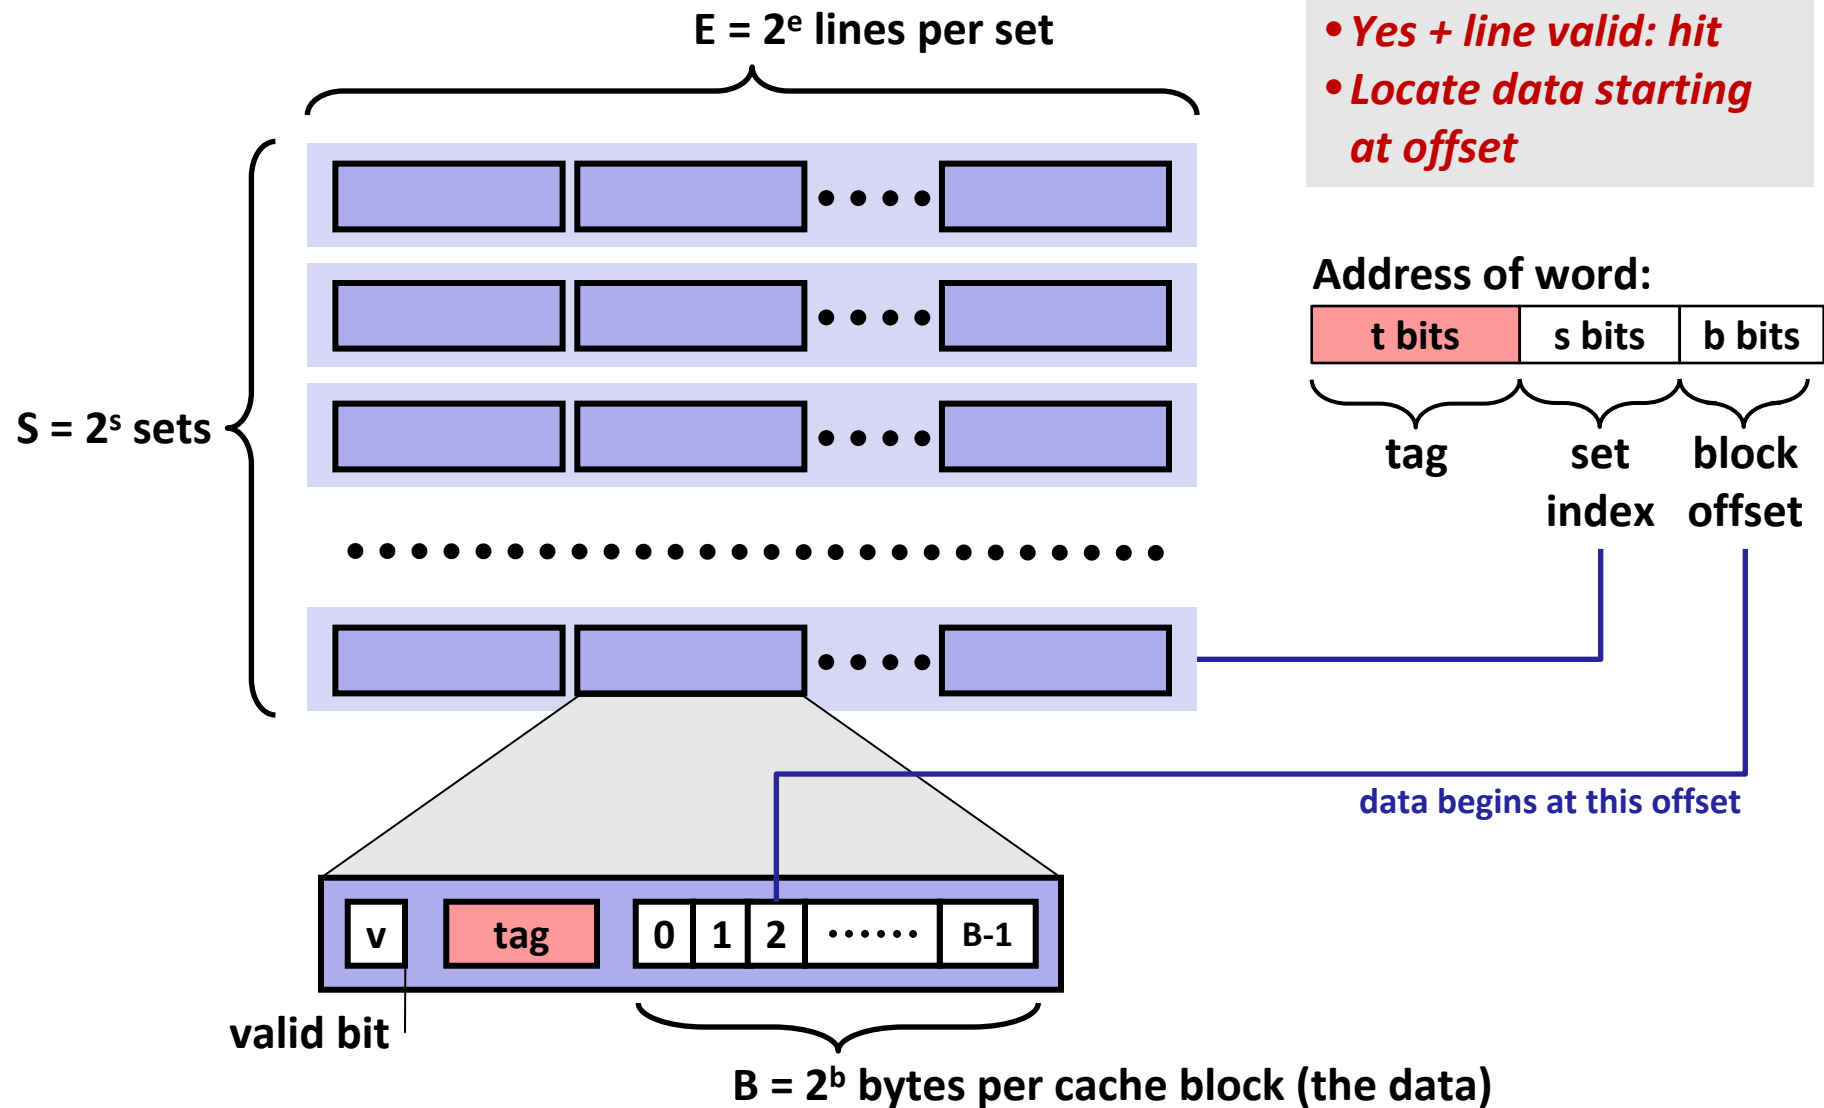 E = 2ᵉ lines per set
• Yes + line valid: hit
• Locate data starting
at offset
Address of word:
t bits s bits b bits
S = 2ˢ sets
tag set block
index offset
data begins at this offset
v tag 0 1 2 •••••• B-1
valid bit
B = 2ᵇ bytes per cache block (the data)